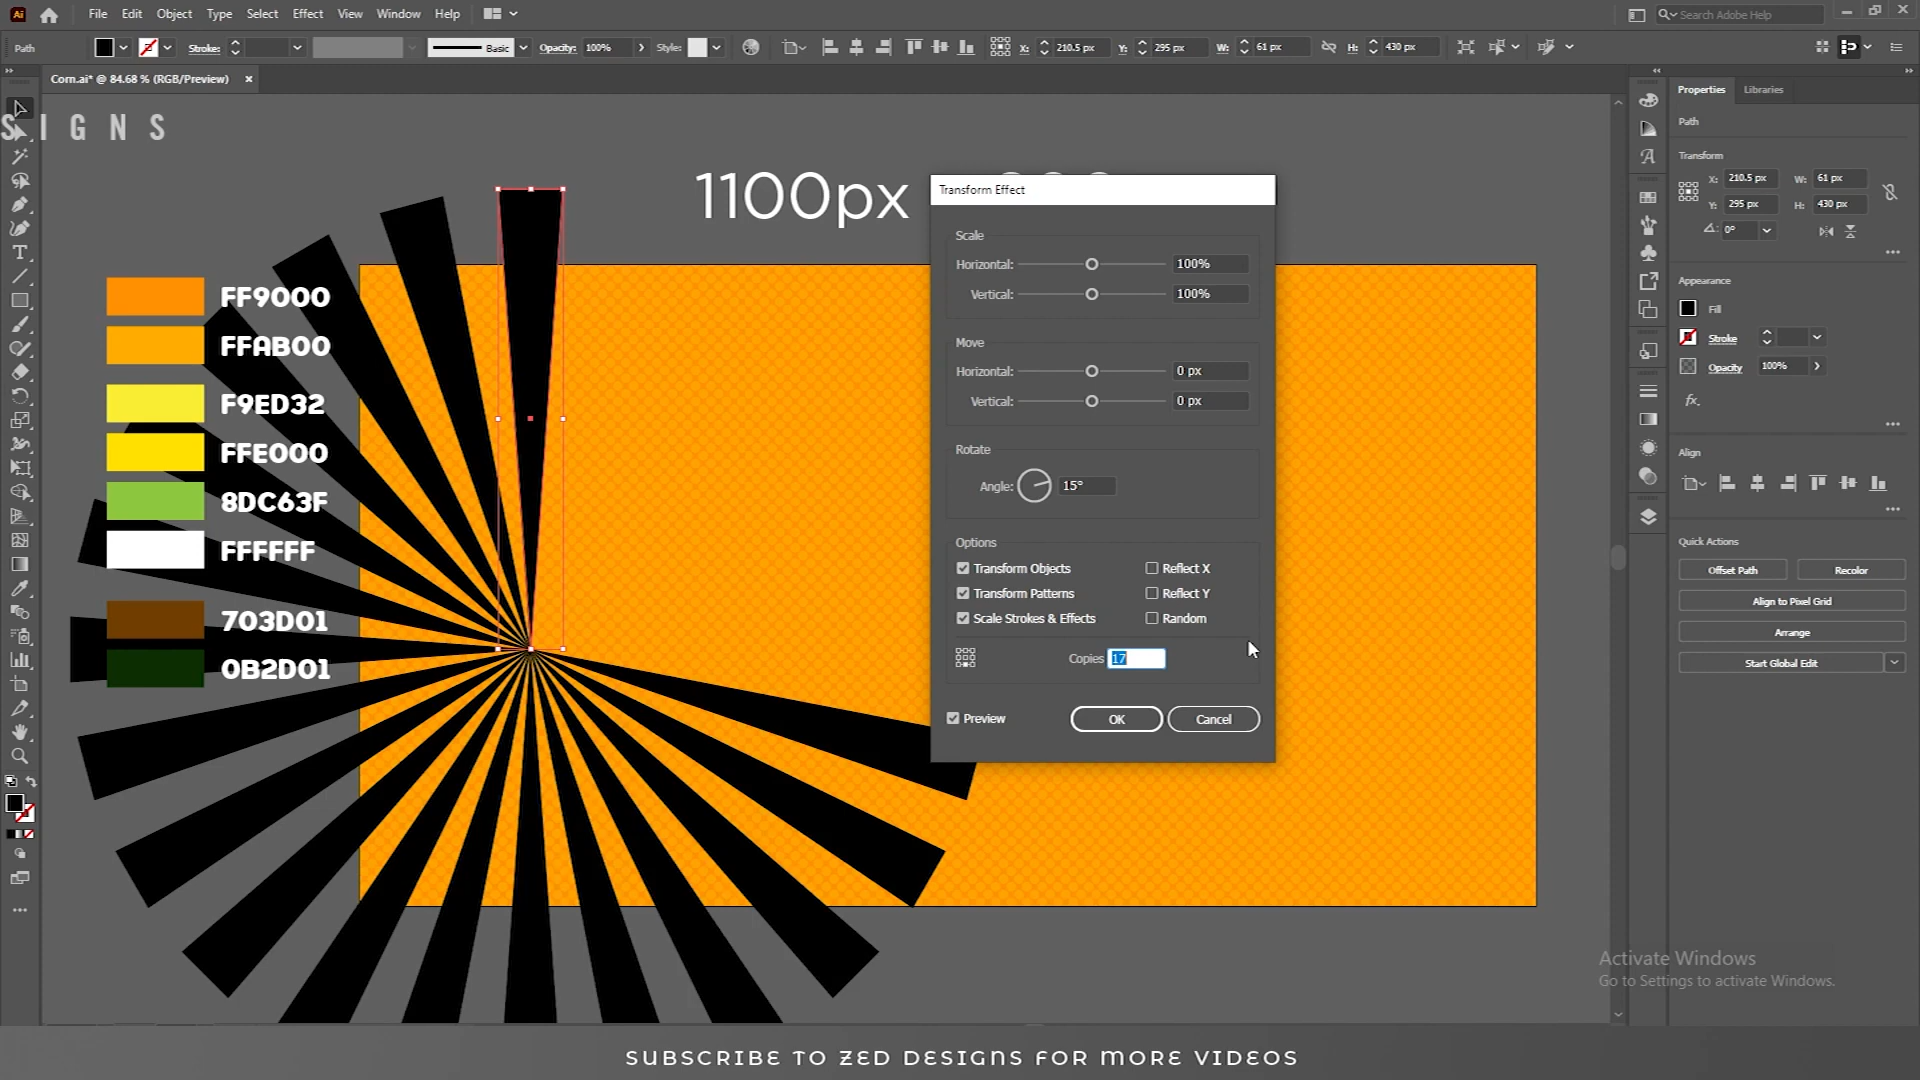 Ai File Edit Object Type Select Effect View Window Help Search Adobe Help
Path Stroke: Basic Opacity: 100% Style: X: 210.5 px Y: 295 px W: 61 px H: 430 px
Corn.ai* @ 84.68 % (RGB/Preview)
Properties Libraries
S I G N S
1100px
FF9000
FFAB00
F9ED32
FFE000
8DC63F
FFFFFF
703D01
0B2D01
Transform Effect
Scale
Horizontal: 100%
Vertical: 100%
Move
Horizontal: 0 px
Vertical: 0 px
Rotate
Angle: 15°
Options
Transform Objects Reflect X
Transform Patterns Reflect Y
Scale Strokes & Effects Random
Copies 17
Preview OK Cancel
Path
Transform
X: 210.5 px W: 61 px
Y: 295 px H: 430 px
0°
Appearance
Fill
Stroke
Opacity 100%
fx.
Align
Quick Actions
Offset Path Recolor
Align to Pixel Grid
Arrange
Start Global Edit
Activate Windows
Go to Settings to activate Windows.
SUBSCRIBE TO ZED DESIGNS FOR MORE VIDEOS